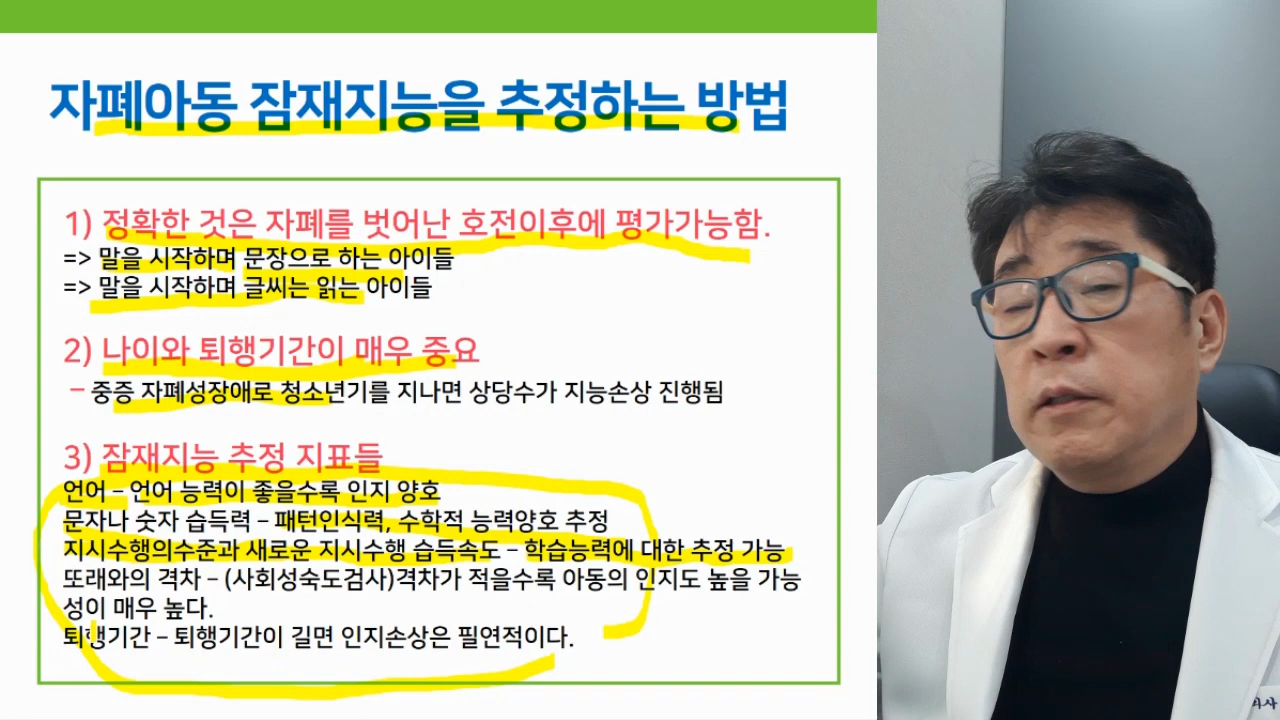 자폐아동 잠재지능을 추정하는 방법
1) 정확한 것은 자폐를 벗어난 호전이후에 평가가능함.
=> 말을 시작하며 문장으로 하는 아이들
=> 말을 시작하며 글씨는 읽는 아이들
2) 나이와 퇴행기간이 매우 중요
– 중증 자폐성장애로 청소년기를 지나면 상당수가 지능손상 진행됨
3) 잠재지능 추정 지표들
언어 – 언어 능력이 좋을수록 인지 양호
문자나 숫자 습득력 – 패턴인식력, 수학적 능력양호 추정
지시수행의수준과 새로운 지시수행 습득속도 – 학습능력에 대한 추정 가능
또래와의 격차 – (사회성숙도검사)격차가 적을수록 아동의 인지도 높을 가능
성이 매우 높다.
퇴행기간 – 퇴행기간이 길면 인지손상은 필연적이다.